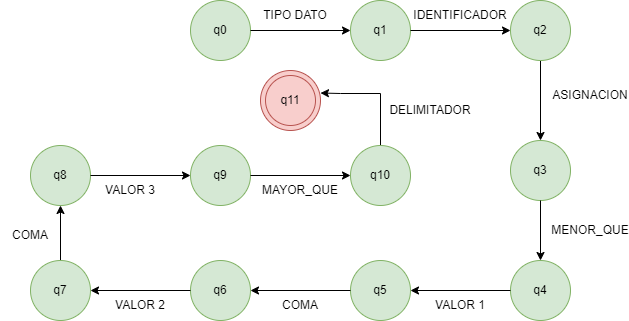 q0
TIPO DATO
q1
IDENTIFICADOR
q2
ASIGNACION
q3
MENOR_QUE
q4
VALOR 1
q5
COMA
q6
VALOR 2
q7
COMA
q8
VALOR 3
q9
MAYOR_QUE
q10
DELIMITADOR
q11